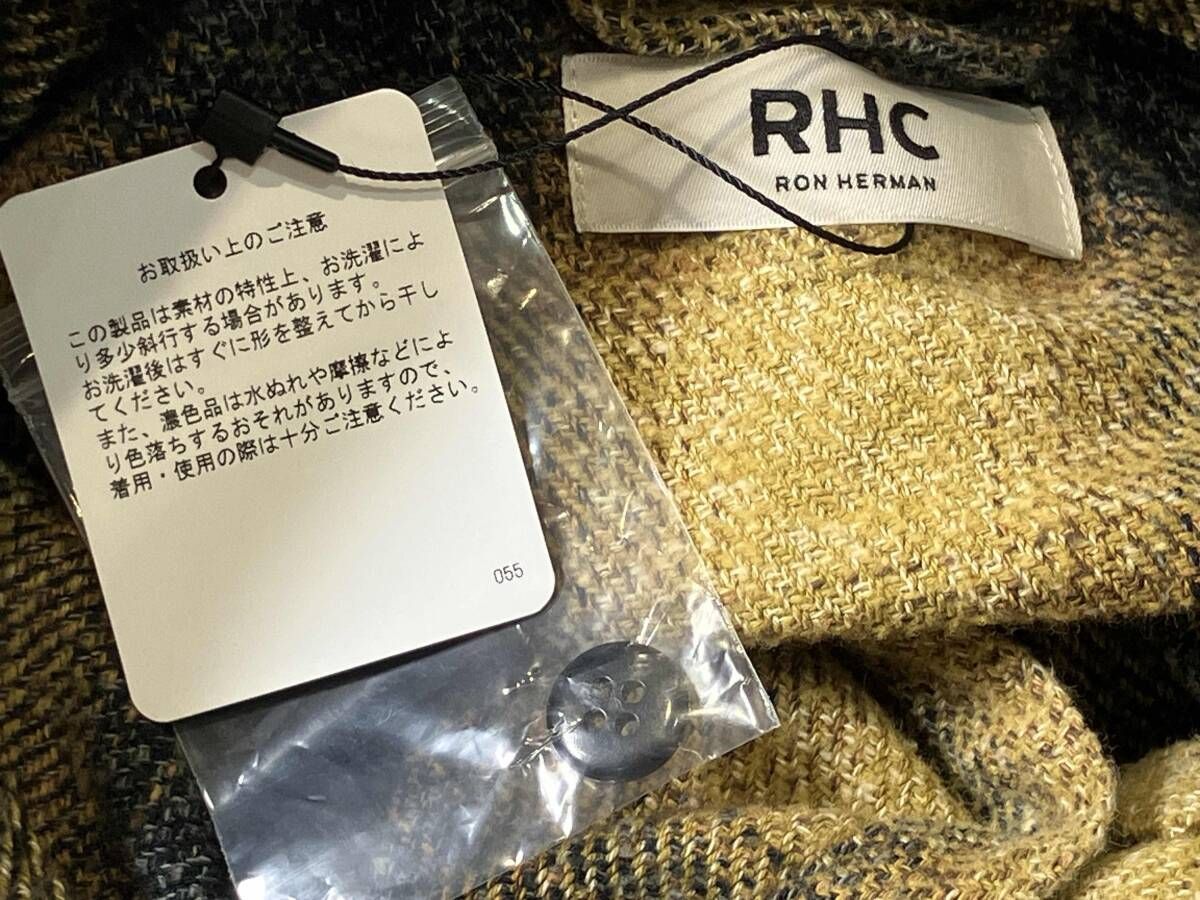 RHC
RON HERMAN
お取扱い上のご注意
この製品は素材の特性上、お洗濯によ
り多少斜行する場合があります。
お洗濯後はすぐに形を整えてから干し
てください。
また、濃色品は水ぬれや摩擦などによ
り色落ちするおそれがありますので、
着用・使用の際は十分ご注意ください。
055